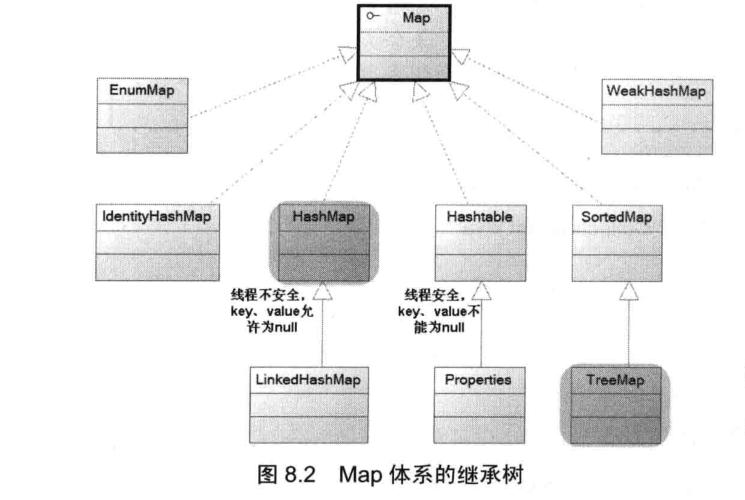 Map
EnumMap
WeakHashMap
IdentityHashMap
HashMap
Hashtable
SortedMap
线程不安全，
key、value允
许为null
线程安全，
key、value不
能为null
LinkedHashMap
Properties
TreeMap
图 8.2 Map 体系的继承树